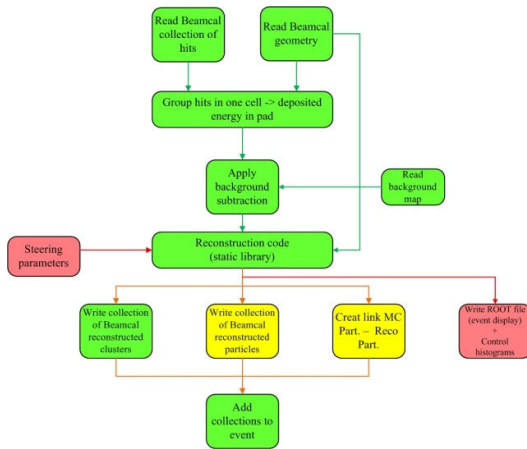 Read Beamcal
collection of
hits
Read Beamcal
geometry
Group hits in one cell -> deposited
energy in pad
Apply
background
subtraction
Read
background
map
Steering
parameters
Reconstruction code
(static library)
Write collection
of Beamcal
reconstructed
clusters
Write collection
of Beamcal
reconstructed
particles
Creat link MC
Part. – Reco
Part.
Write ROOT file
(event display)
+
Control
histograms
Add
collections to
event